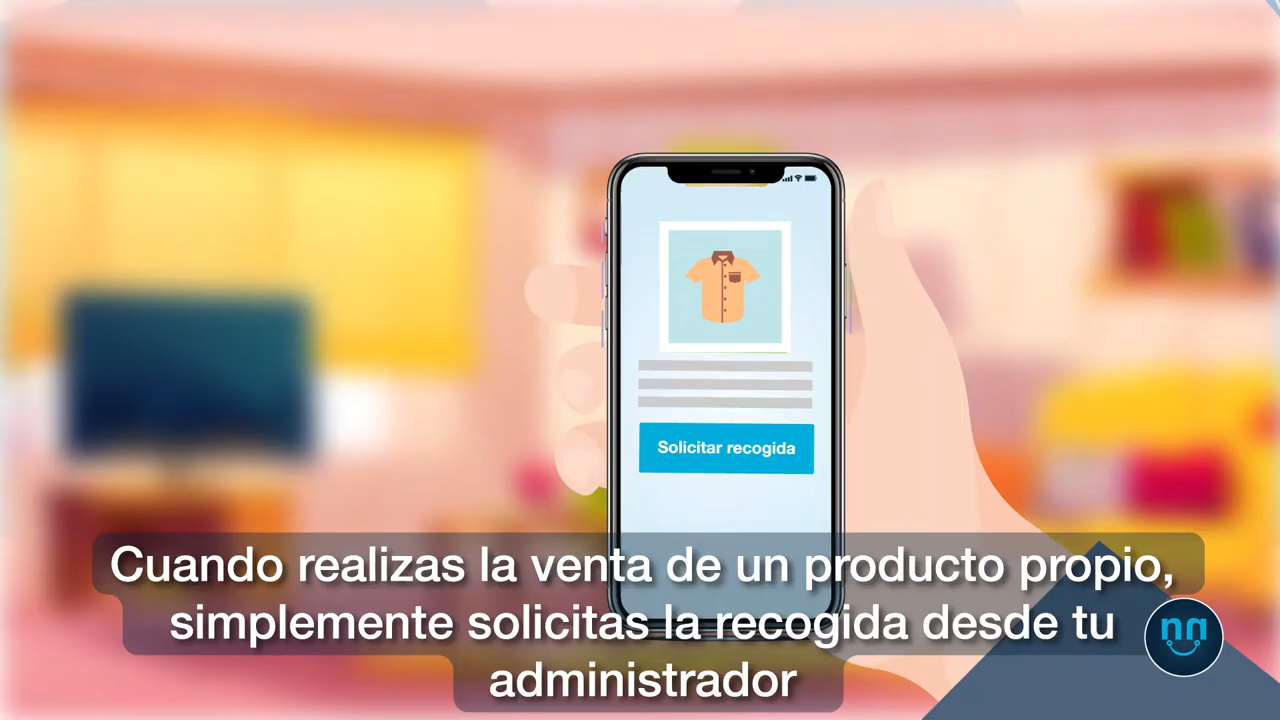 Solicitar recogida
Cuando realizas la venta de un producto propio,
simplemente solicitas la recogida desde tu
administrador